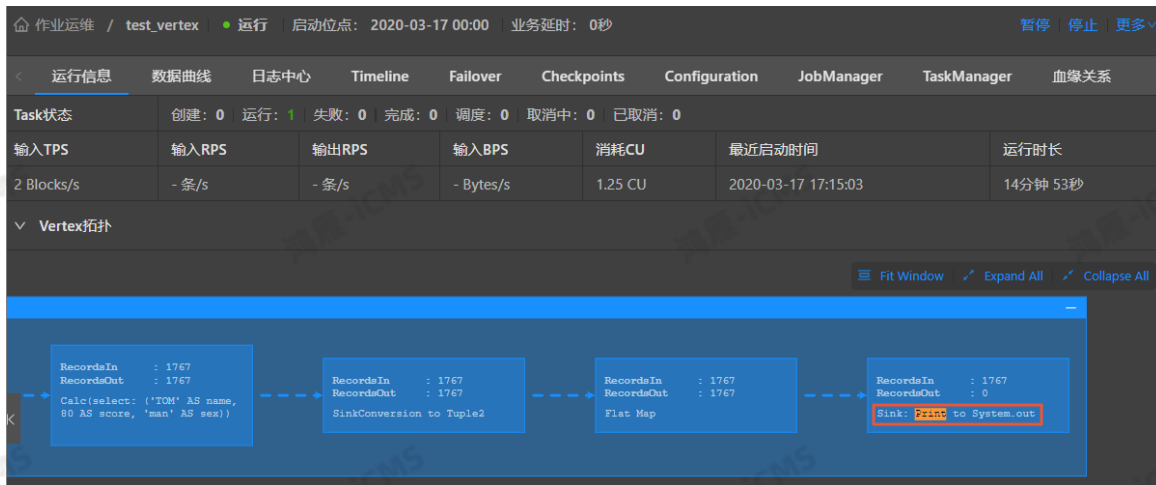 作业运维 / test_vertex 运行 启动位点： 2020-03-17 00:00 业务延时： 0秒 暂停 停止 更多
运行信息 数据曲线 日志中心 Timeline Failover Checkpoints Configuration JobManager TaskManager 血缘关系
Task状态 创建： 0 运行： 1 失败： 0 完成： 0 调度： 0 取消中： 0 已取消： 0
输入TPS 输入RPS 输出RPS 输入BPS 消耗CU 最近启动时间 运行时长
2 Blocks/s - 条/s - 条/s - Bytes/s 1.25 CU 2020-03-17 17:15:03 14分钟 53秒
Vertex拓扑
Fit Window Expand All Collapse All
RecordsIn : 1767
RecordsOut : 1767
Calc(select: ('TOM' AS name,
80 AS score, 'man' AS sex))
RecordsIn : 1767
RecordsOut : 1767
SinkConversion to Tuple2
RecordsIn : 1767
RecordsOut : 1767
Flat Map
RecordsIn : 1767
RecordsOut : 0
Sink: Print to System.out